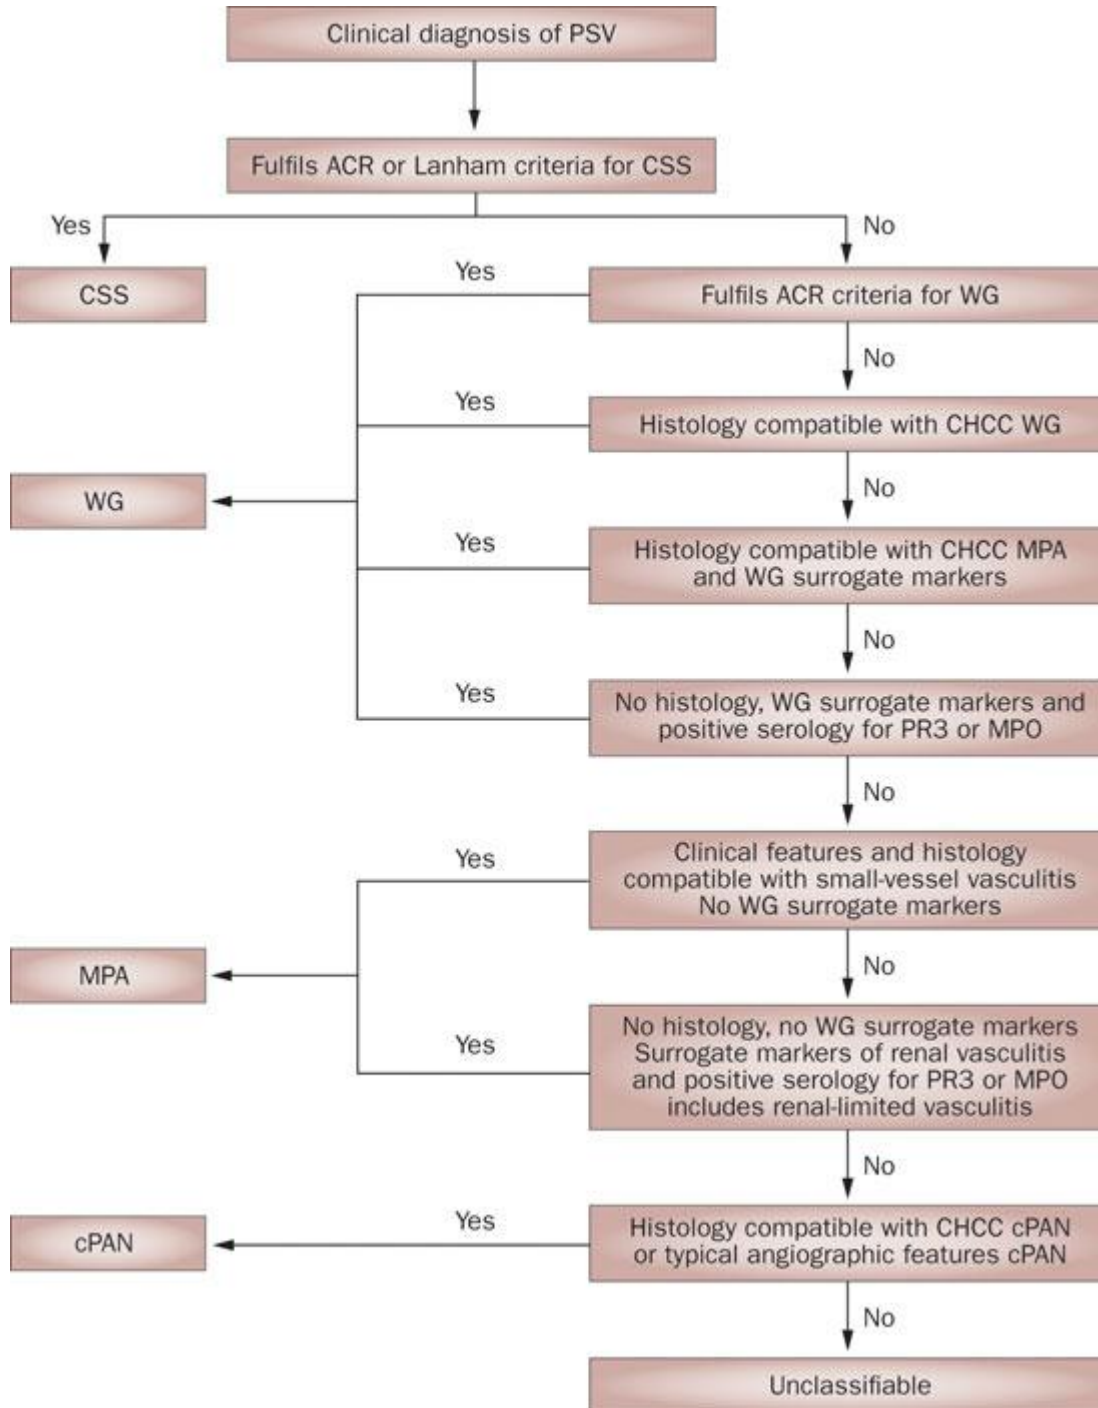 Clinical diagnosis of PSV
Fulfils ACR or Lanham criteria for CSS
Yes
No
CSS
Yes
Fulfils ACR criteria for WG
No
Yes
Histology compatible with CHCC WG
WG
No
Yes
Histology compatible with CHCC MPA
and WG surrogate markers
No
Yes
No histology, WG surrogate markers and
positive serology for PR3 or MPO
No
Yes
Clinical features and histology
compatible with small-vessel vasculitis
No WG surrogate markers
MPA
No
Yes
No histology, no WG surrogate markers
Surrogate markers of renal vasculitis
and positive serology for PR3 or MPO
includes renal-limited vasculitis
No
cPAN
Yes
Histology compatible with CHCC cPAN
or typical angiographic features cPAN
No
Unclassifiable